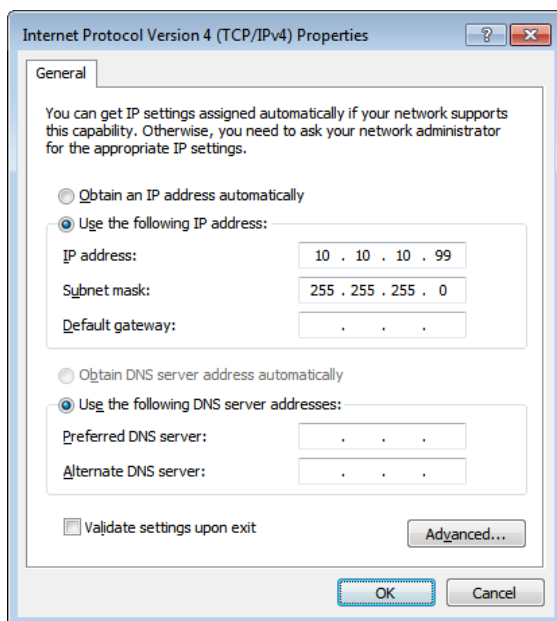 Internet Protocol Version 4 (TCP/IPv4) Properties
General
You can get IP settings assigned automatically if your network supports
this capability. Otherwise, you need to ask your network administrator
for the appropriate IP settings.
Obtain an IP address automatically
Use the following IP address:
IP address: 10 . 10 . 10 . 99
Subnet mask: 255 . 255 . 255 . 0
Default gateway: . . .
Obtain DNS server address automatically
Use the following DNS server addresses:
Preferred DNS server: . . .
Alternate DNS server: . . .
Validate settings upon exit
Advanced...
OK Cancel